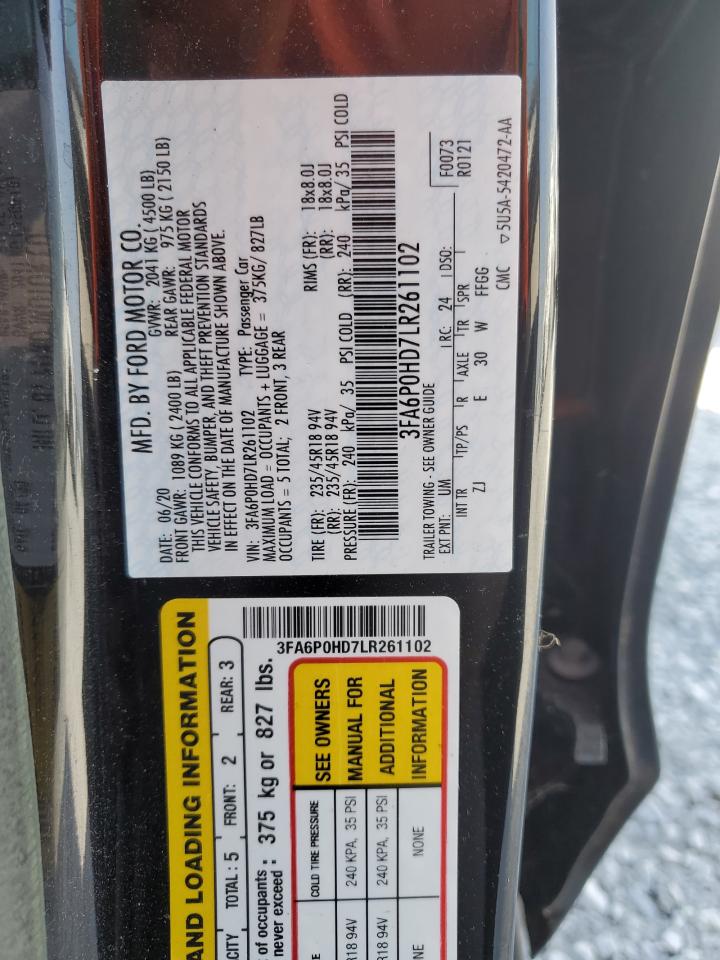 MFD. BY FORD MOTOR CO.
DATE: 06/20 GVWR: 2041 KG ( 4500 LB)
FRONT GAWR: 1089 KG ( 2400 LB) REAR GAWR: 975 KG ( 2150 LB)
THIS VEHICLE CONFORMS TO ALL APPLICABLE FEDERAL MOTOR
VEHICLE SAFETY, BUMPER, AND THEFT PREVENTION STANDARDS
IN EFFECT ON THE DATE OF MANUFACTURE SHOWN ABOVE.
VIN: 3FA6P0HD7LR261102 TYPE: Passenger Car
MAXIMUM LOAD = OCCUPANTS + LUGGAGE = 375KG/ 827LB
OCCUPANTS = 5 TOTAL; 2 FRONT, 3 REAR
TIRE (FR): 235/45R18 94V RIMS (FR): 18x8.0J
(RR): 235/45R18 94V (RR): 18x8.0J
PRESSURE (FR): 240 kPa/ 35 PSI COLD (RR): 240 kPa/ 35 PSI COLD
3FA6P0HD7LR261102
TRAILER TOWING - SEE OWNER GUIDE
F0073
EXT PNT: UM RC: 24 DSO: R0121
INT TR TP/PS R AXLE TR SPR
ZJ E 30 W FFGG
CMC ▽5U5A-5420472-AA
AND LOADING INFORMATION
3FA6P0HD7LR261102
CITY TOTAL: 5 FRONT: 2 REAR: 3
of occupants
never exceed : 375 kg or 827 lbs.
COLD TIRE PRESSURE
R18 94V 240 KPA, 35 PSI
R18 94V 240 KPA, 35 PSI
NE NONE
SEE OWNERS
MANUAL FOR
ADDITIONAL
INFORMATION